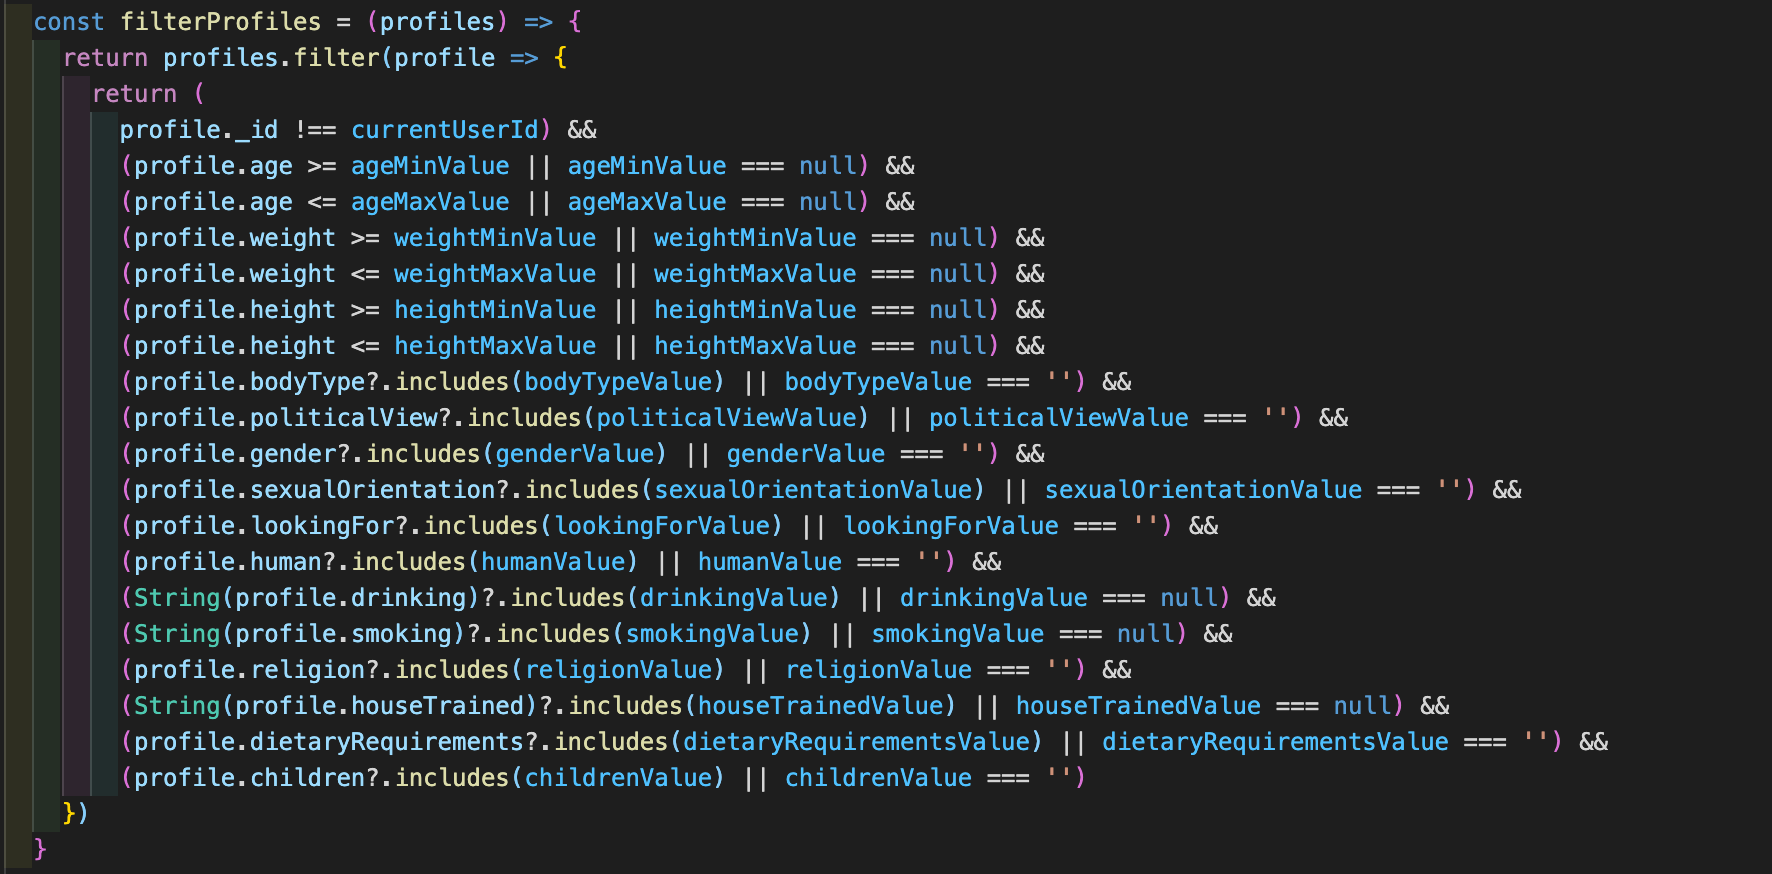 const filterProfiles = (profiles) => {
return profiles.filter(profile => {
return (
profile._id !== currentUserId) &&
(profile.age >= ageMinValue || ageMinValue === null) &&
(profile.age <= ageMaxValue || ageMaxValue === null) &&
(profile.weight >= weightMinValue || weightMinValue === null) &&
(profile.weight <= weightMaxValue || weightMaxValue === null) &&
(profile.height >= heightMinValue || heightMinValue === null) &&
(profile.height <= heightMaxValue || heightMaxValue === null) &&
(profile.bodyType?.includes(bodyTypeValue) || bodyTypeValue === '') &&
(profile.politicalView?.includes(politicalViewValue) || politicalViewValue === '') &&
(profile.gender?.includes(genderValue) || genderValue === '') &&
(profile.sexualOrientation?.includes(sexualOrientationValue) || sexualOrientationValue === '') &&
(profile.lookingFor?.includes(lookingForValue) || lookingForValue === '') &&
(profile.human?.includes(humanValue) || humanValue === '') &&
(String(profile.drinking)?.includes(drinkingValue) || drinkingValue === null) &&
(String(profile.smoking)?.includes(smokingValue) || smokingValue === null) &&
(profile.religion?.includes(religionValue) || religionValue === '') &&
(String(profile.houseTrained)?.includes(houseTrainedValue) || houseTrainedValue === null) &&
(profile.dietaryRequirements?.includes(dietaryRequirementsValue) || dietaryRequirementsValue === '') &&
(profile.children?.includes(childrenValue) || childrenValue === '')
})
}